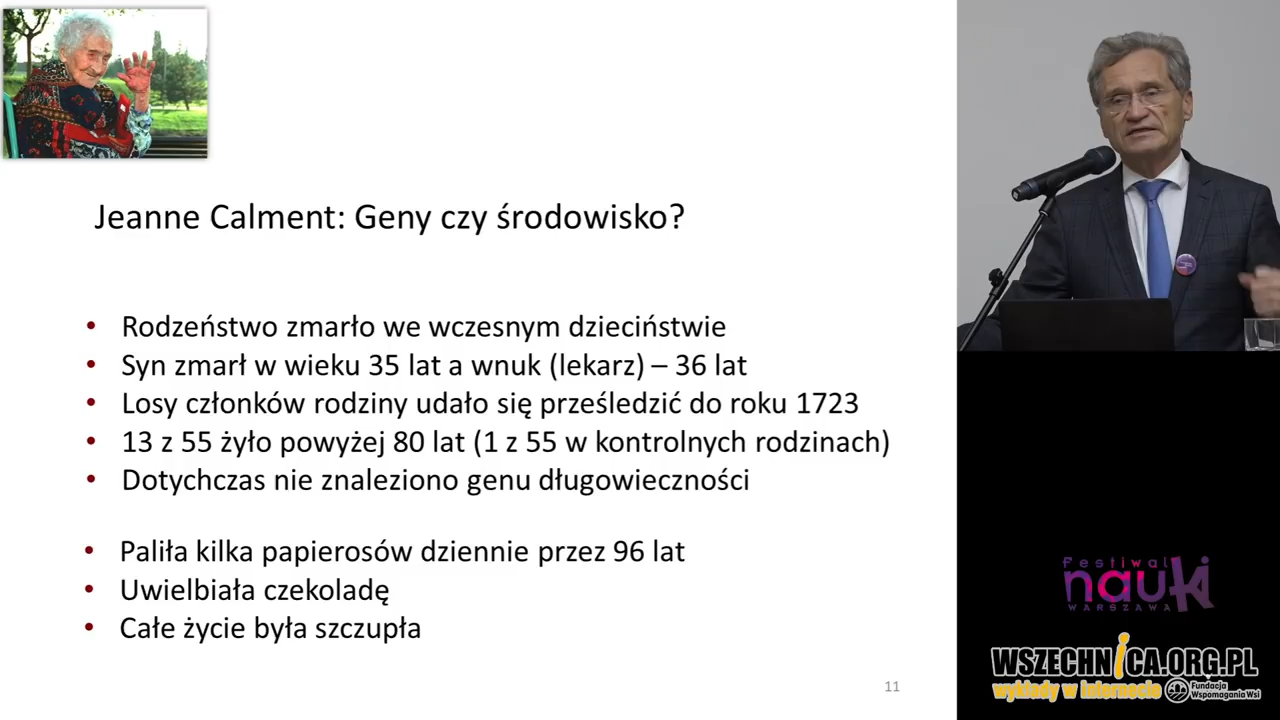 Jeanne Calment: Geny czy środowisko?
• Rodzeństwo zmarło we wczesnym dzieciństwie
• Syn zmarł w wieku 35 lat a wnuk (lekarz) – 36 lat
• Losy członków rodziny udało się prześledzić do roku 1723
• 13 z 55 żyło powyżej 80 lat (1 z 55 w kontrolnych rodzinach)
• Dotychczas nie znaleziono genu długowieczności
• Paliła kilka papierosów dziennie przez 96 lat
• Uwielbiała czekoladę
• Całe życie była szczupła
11
Festiwal
nauki
WARSZAWA
WSZECHNICA.ORG.PL
wykłady w internecie
Fundacja
Wspomagania Wsi